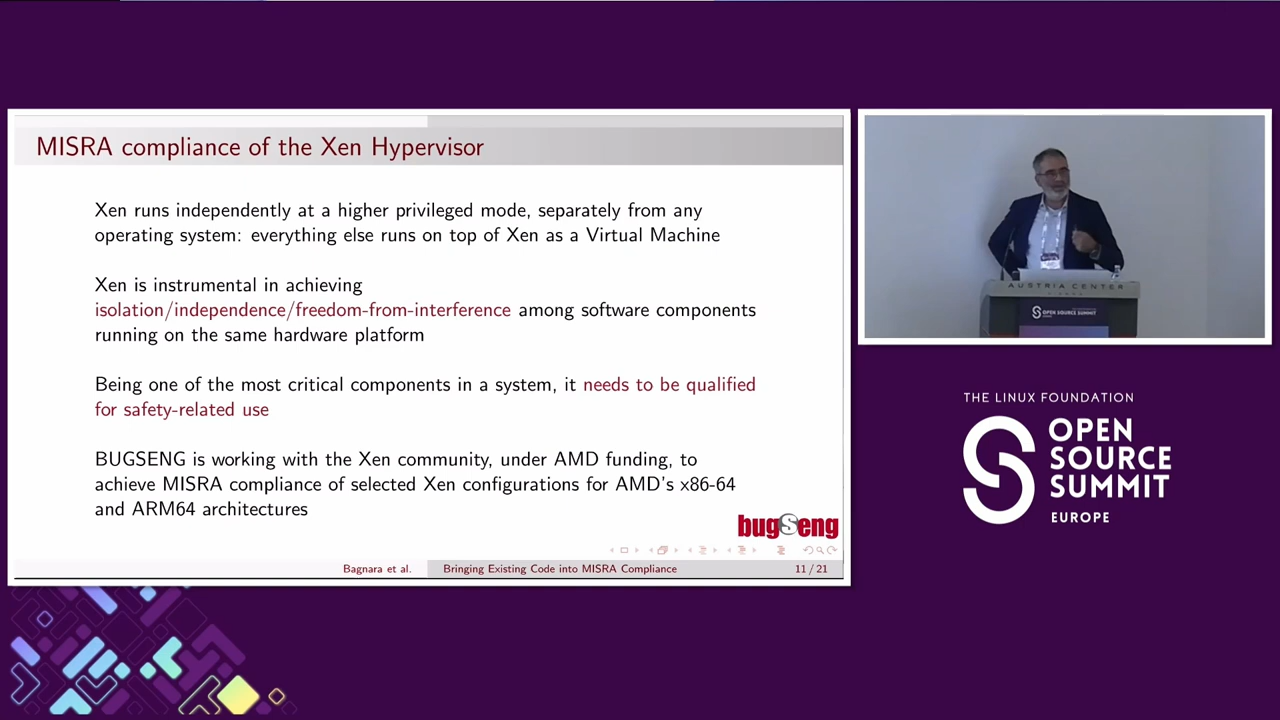 MISRA compliance of the Xen Hypervisor
Xen runs independently at a higher privileged mode, separately from any
operating system: everything else runs on top of Xen as a Virtual Machine
Xen is instrumental in achieving
isolation/independence/freedom-from-interference among software components
running on the same hardware platform
Being one of the most critical components in a system, it needs to be qualified
for safety-related use
BUGSENG is working with the Xen community, under AMD funding, to
achieve MISRA compliance of selected Xen configurations for AMD's x86-64
and ARM64 architectures
bugSeng
Bagnara et al.
Bringing Existing Code into MISRA Compliance
11 / 21
AUSTRIA CENTER
OPEN SOURCE SUMMIT
THE LINUX FOUNDATION
OPEN
SOURCE
SUMMIT
EUROPE